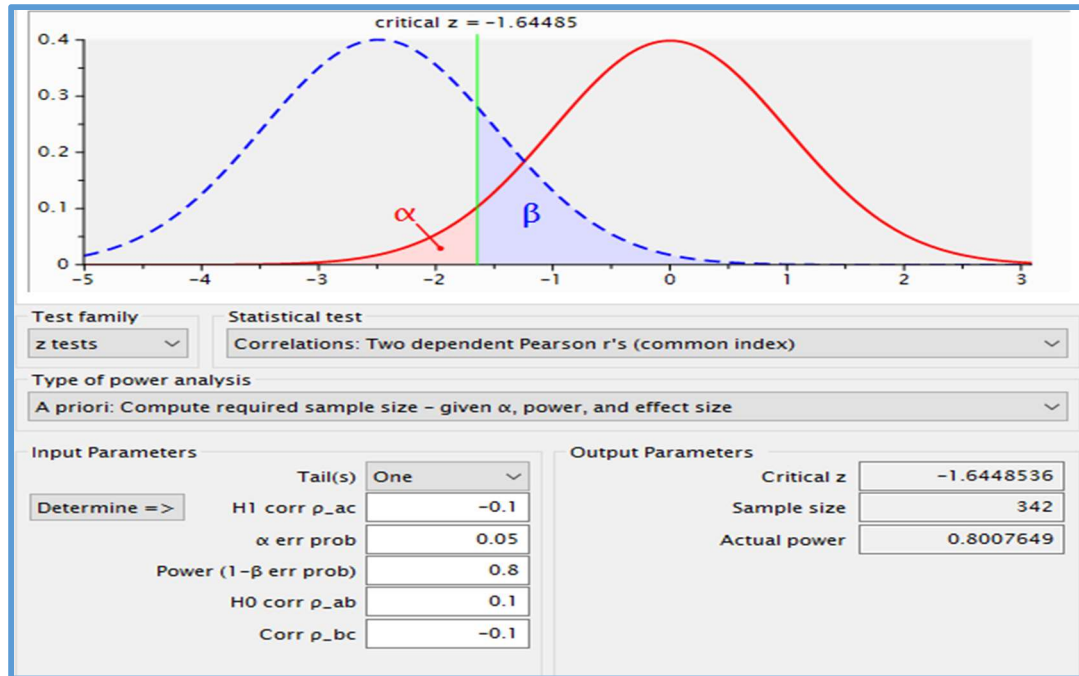 critical z = -1.64485
0.4
0.3
0.2
0.1
0
α
β
-5 -4 -3 -2 -1 0 1 2 3
Test family
Statistical test
z tests
Correlations: Two dependent Pearson r's (common index)
Type of power analysis
A priori: Compute required sample size – given α, power, and effect size
Input Parameters
Tail(s) One
Determine => H1 corr ρ_ac -0.1
α err prob 0.05
Power (1-β err prob) 0.8
H0 corr ρ_ab 0.1
Corr ρ_bc -0.1
Output Parameters
Critical z -1.6448536
Sample size 342
Actual power 0.8007649